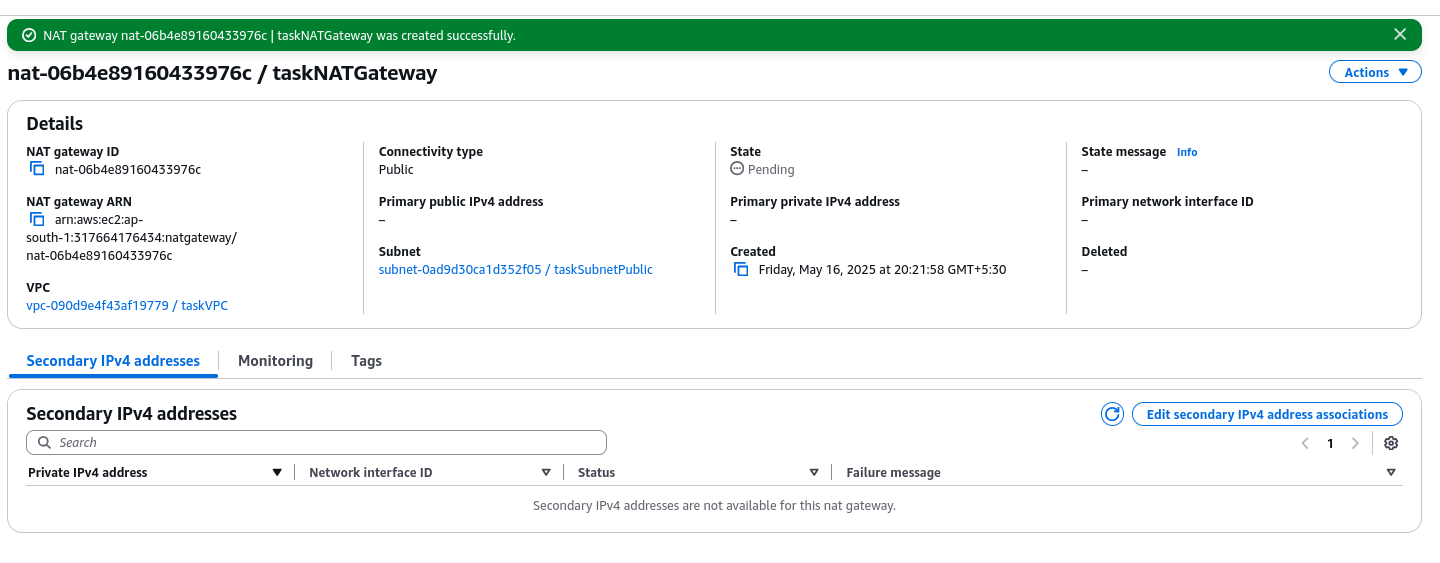 NAT gateway nat-06b4e89160433976c | taskNATGateway was created successfully.
nat-06b4e89160433976c / taskNATGateway
Actions
Details
NAT gateway ID
nat-06b4e89160433976c
NAT gateway ARN
arn:aws:ec2:ap-
south-1:317664176434:natgateway/
nat-06b4e89160433976c
VPC
vpc-090d9e4f43af19779 / taskVPC
Connectivity type
Public
Primary public IPv4 address
–
Subnet
subnet-0ad9d30ca1d352f05 / taskSubnetPublic
State
Pending
Primary private IPv4 address
–
Created
Friday, May 16, 2025 at 20:21:58 GMT+5:30
State message Info
–
Primary network interface ID
–
Deleted
–
Secondary IPv4 addresses Monitoring Tags
Secondary IPv4 addresses
Edit secondary IPv4 address associations
Search
1
Private IPv4 address Network interface ID Status Failure message
Secondary IPv4 addresses are not available for this nat gateway.